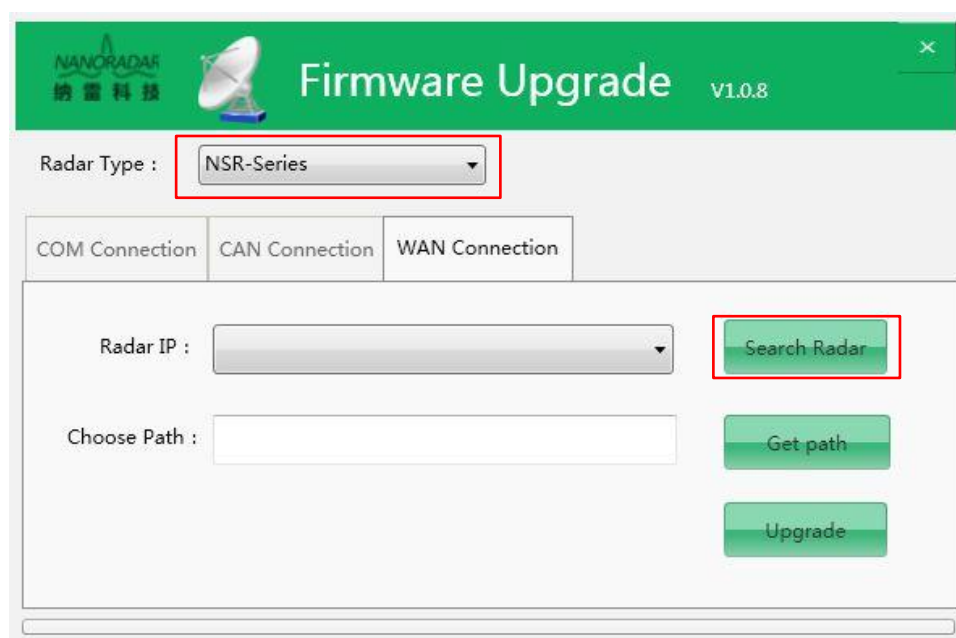 NANORADAR
纳雷科技
Firmware Upgrade V1.0.8
×
Radar Type :
NSR-Series
COM Connection
CAN Connection
WAN Connection
Radar IP :
Search Radar
Choose Path :
Get path
Upgrade